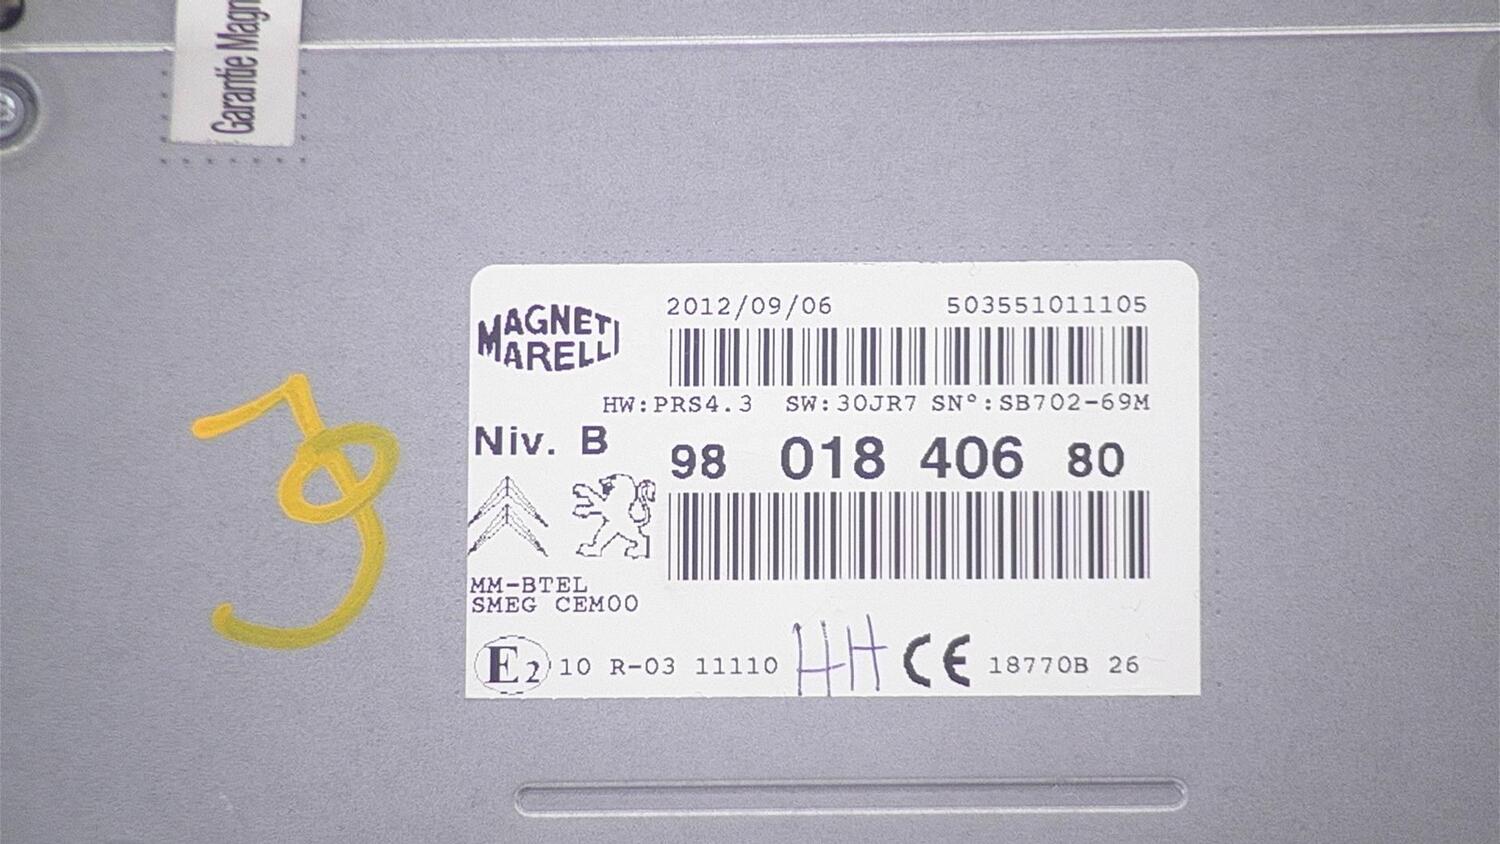 Garantie Magn
MAGNETI MARELLI
2012/09/06 503551011105
HW:PRS4.3 SW:30JR7 SN°:SB702-69M
Niv. B
98 018 406 80
MM-BTEL
SMEG CEM00
E2 10 R-03 11110 HH CE 18770B 26